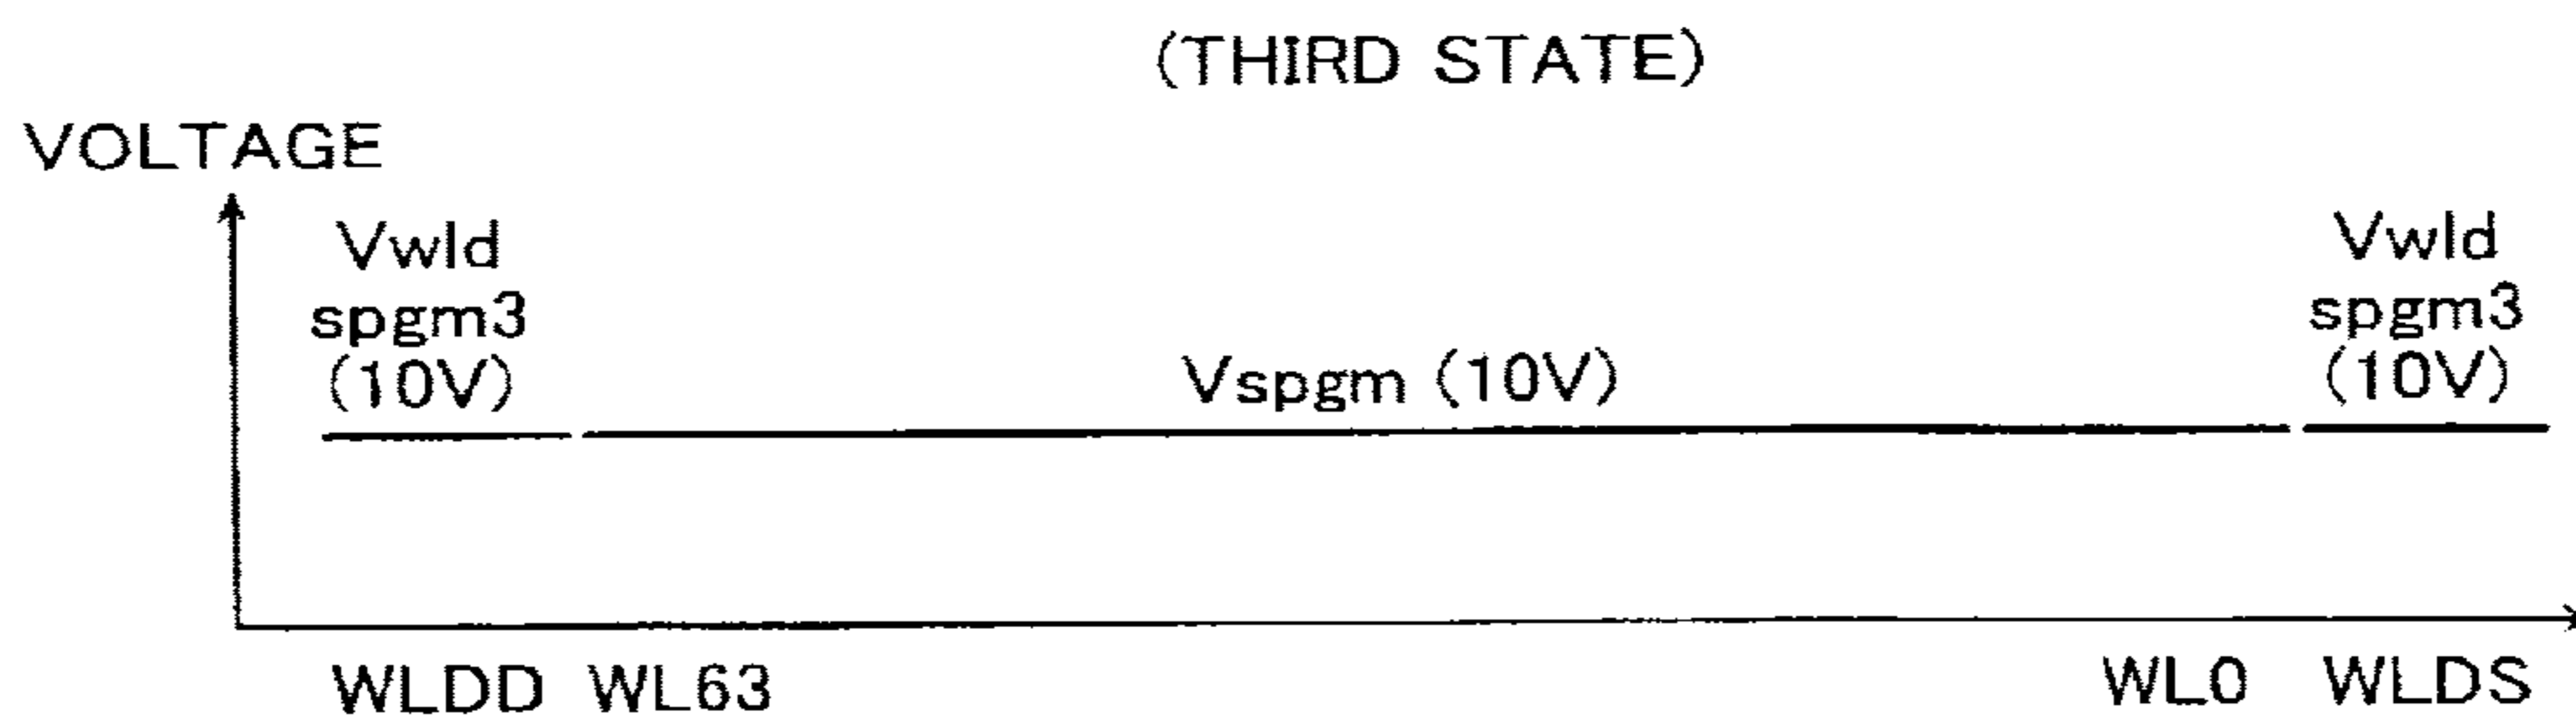 (THIRD STATE)
VOLTAGE
Vwld
spgm3
(10V)
Vspgm (10V)
Vwld
spgm3
(10V)
WLDD WL63 WL0 WLDS